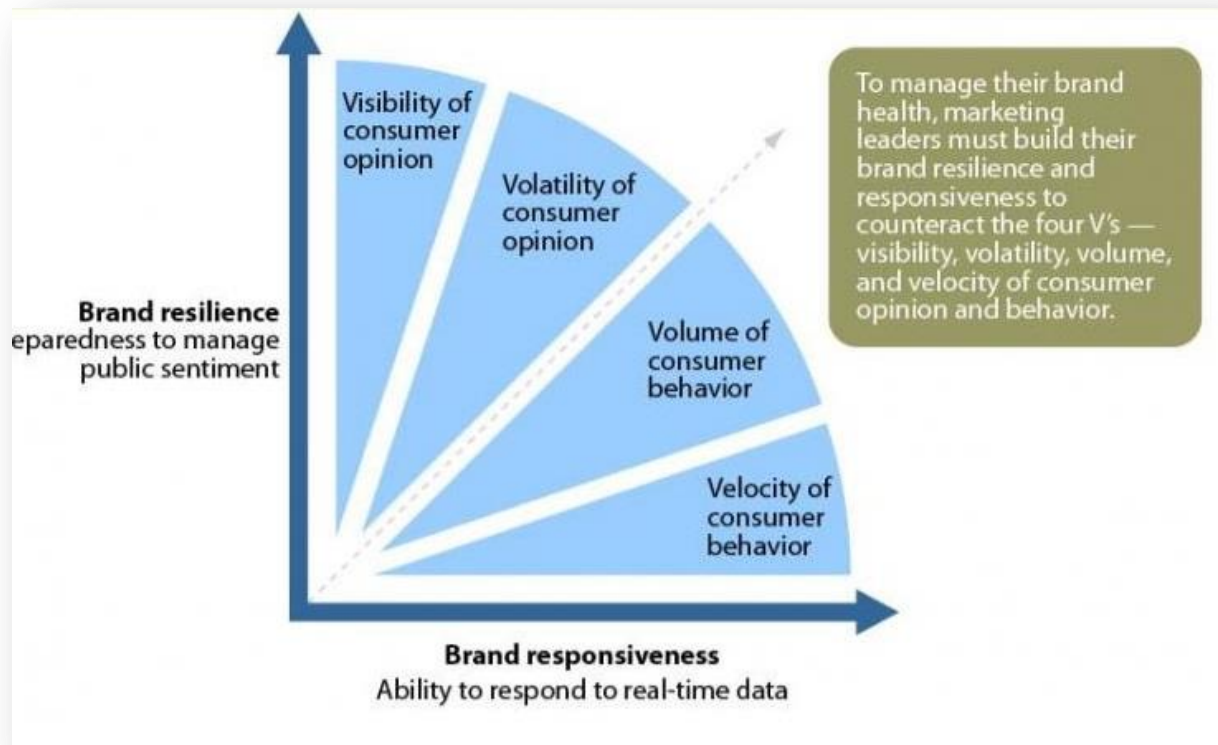 Visibility of
consumer
opinion
Volatility of
consumer
opinion
Volume of
consumer
behavior
Velocity of
consumer
behavior
To manage their brand
health, marketing
leaders must build their
brand resilience and
responsiveness to
counteract the four V's —
visibility, volatility, volume,
and velocity of consumer
opinion and behavior.
Brand resilience
eparedness to manage
public sentiment
Brand responsiveness
Ability to respond to real-time data